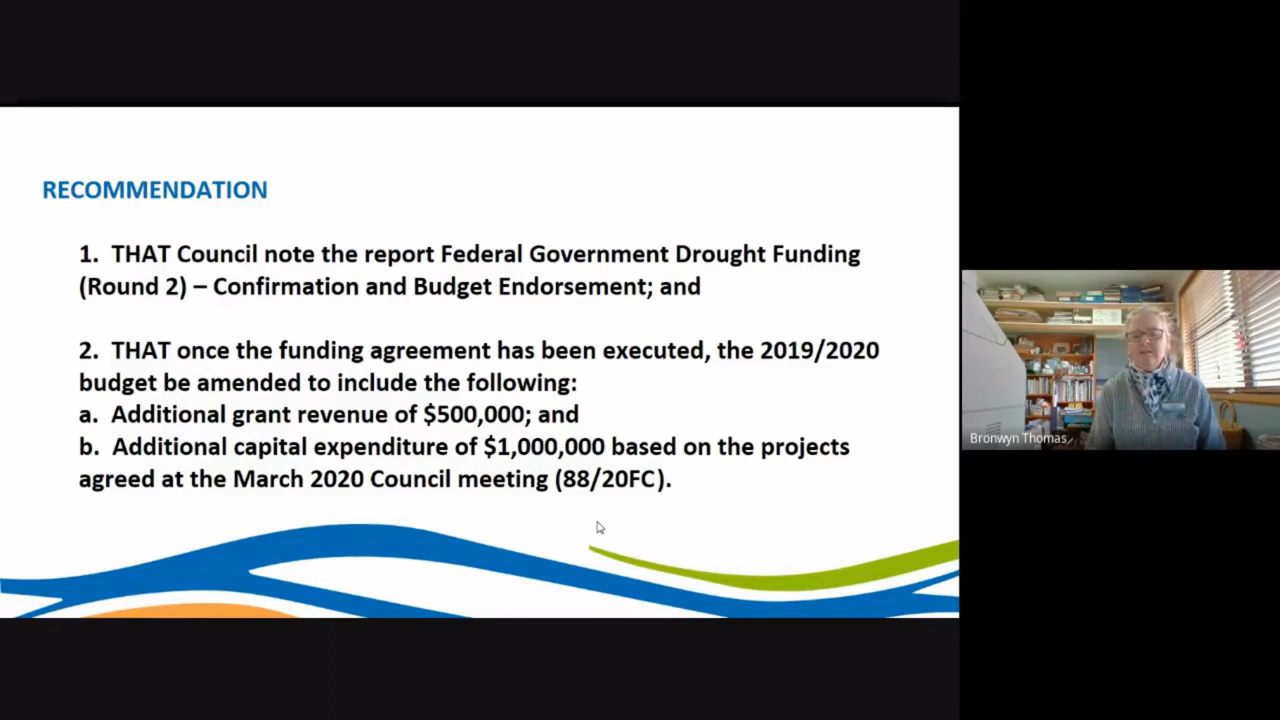 RECOMMENDATION
1. THAT Council note the report Federal Government Drought Funding
(Round 2) – Confirmation and Budget Endorsement; and
2. THAT once the funding agreement has been executed, the 2019/2020
budget be amended to include the following:
a. Additional grant revenue of $500,000; and
b. Additional capital expenditure of $1,000,000 based on the projects
agreed at the March 2020 Council meeting (88/20FC).
Bronwyn Thomas